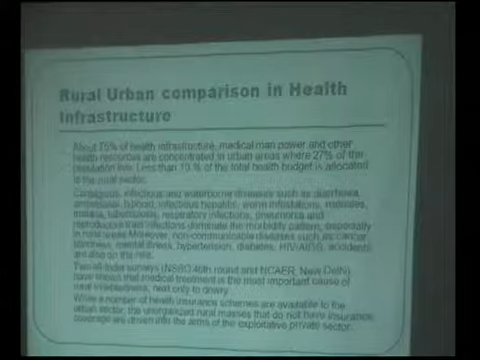 Rural Urban comparison in Health
Infrastructure
About 75% of health infrastructure, medical man power and other
health resources are concentrated in urban areas where 27% of the
population live. Less than 10 % of the total health budget is allocated
to the rural sector.
Contagious, infectious and waterborne diseases such as diarrhoea,
amoebiasis, typhoid, infectious hepatitis, worm infestations, measles,
malaria, tuberculosis, respiratory infections, pneumonia and
reproductive tract infections dominate the morbidity pattern, especially
in rural areas. Moreover, non-communicable diseases such as cancer,
blindness, mental illness, hypertension, diabetes, HIV/AIDS, accidents
are also on the rise.
Two all-India surveys (NSSO 40th round and NCAER, New Delhi)
have shown that medical treatment is the most important cause of
rural indebtedness, next only to dowry.
While a number of health insurance schemes are available to the
urban sector, the unorganized rural masses that do not have insurance
coverage are driven into the arms of the exploitative private sector.